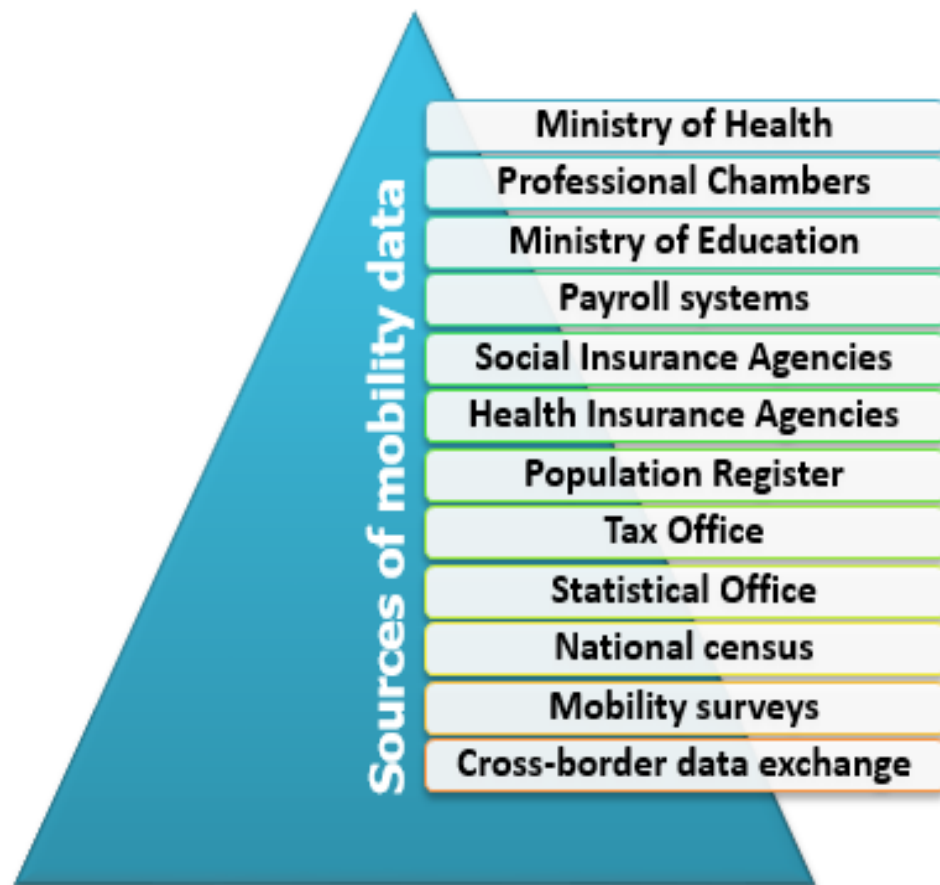 Sources of mobility data
Ministry of Health
Professional Chambers
Ministry of Education
Payroll systems
Social Insurance Agencies
Health Insurance Agencies
Population Register
Tax Office
Statistical Office
National census
Mobility surveys
Cross-border data exchange